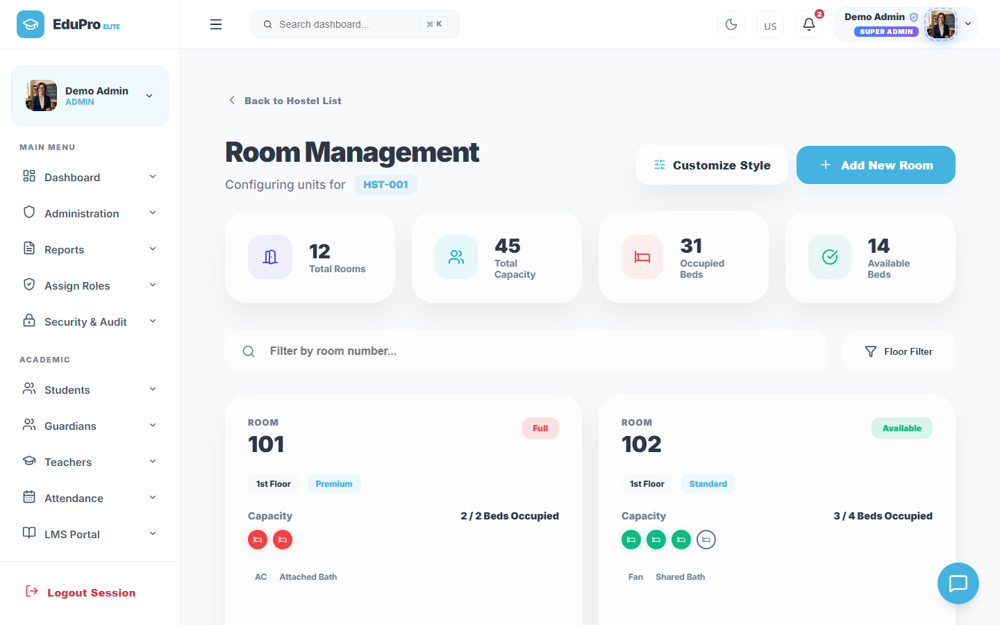 EduPro ELITE
Search dashboard...
⌘ K
US
2
Demo Admin
SUPER ADMIN
Demo Admin
ADMIN
MAIN MENU
Dashboard
Administration
Reports
Assign Roles
Security & Audit
ACADEMIC
Students
Guardians
Teachers
Attendance
LMS Portal
Logout Session
Back to Hostel List
Room Management
Configuring units for HST-001
Customize Style
Add New Room
12
Total Rooms
45
Total
Capacity
31
Occupied
Beds
14
Available
Beds
Filter by room number...
Floor Filter
ROOM
101
Full
1st Floor
Premium
Capacity
2 / 2 Beds Occupied
AC
Attached Bath
ROOM
102
Available
1st Floor
Standard
Capacity
3 / 4 Beds Occupied
Fan
Shared Bath